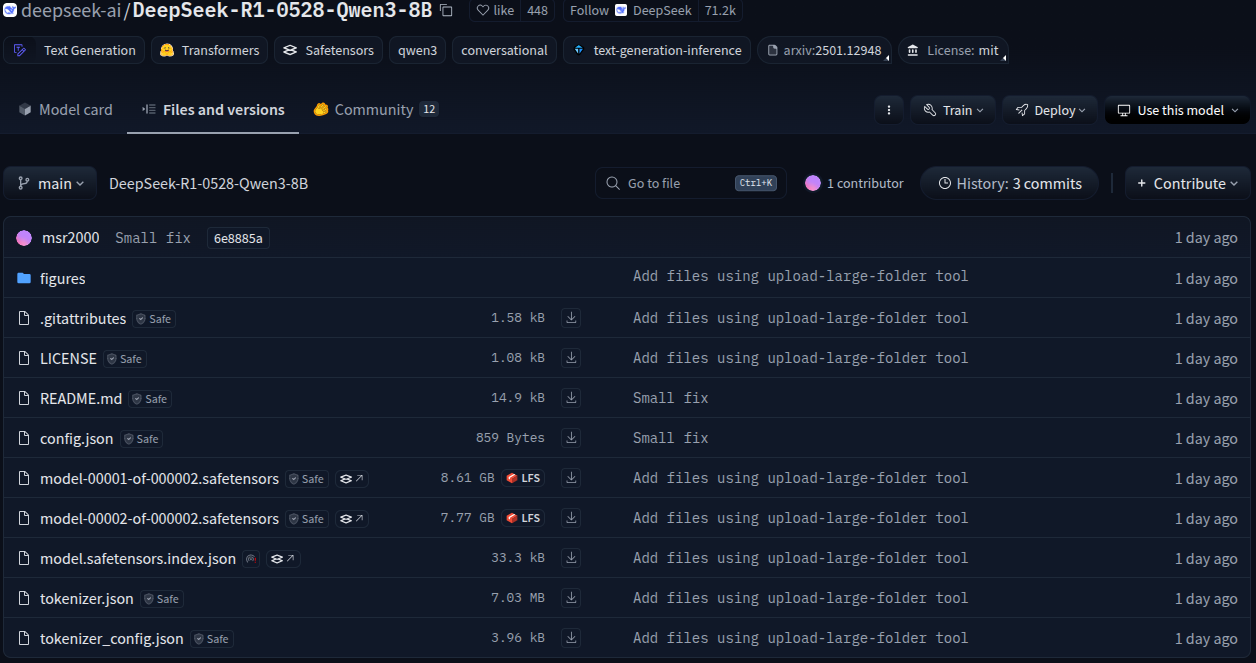 deepseek-ai/DeepSeek-R1-0528-Qwen3-8B like 448 Follow DeepSeek 71.2k
Text Generation Transformers Safetensors qwen3 conversational text-generation-inference arxiv:2501.12948 License: mit
Model card Files and versions Community 12 Train Deploy Use this model
main DeepSeek-R1-0528-Qwen3-8B Go to file Ctrl+K 1 contributor History: 3 commits + Contribute
msr2000 Small fix 6e8885a 1 day ago
figures Add files using upload-large-folder tool 1 day ago
.gitattributes Safe 1.58 kB Add files using upload-large-folder tool 1 day ago
LICENSE Safe 1.08 kB Add files using upload-large-folder tool 1 day ago
README.md Safe 14.9 kB Small fix 1 day ago
config.json Safe 859 Bytes Small fix 1 day ago
model-00001-of-000002.safetensors Safe 8.61 GB LFS Add files using upload-large-folder tool 1 day ago
model-00002-of-000002.safetensors Safe 7.77 GB LFS Add files using upload-large-folder tool 1 day ago
model.safetensors.index.json 33.3 kB Add files using upload-large-folder tool 1 day ago
tokenizer.json Safe 7.03 MB Add files using upload-large-folder tool 1 day ago
tokenizer_config.json Safe 3.96 kB Add files using upload-large-folder tool 1 day ago